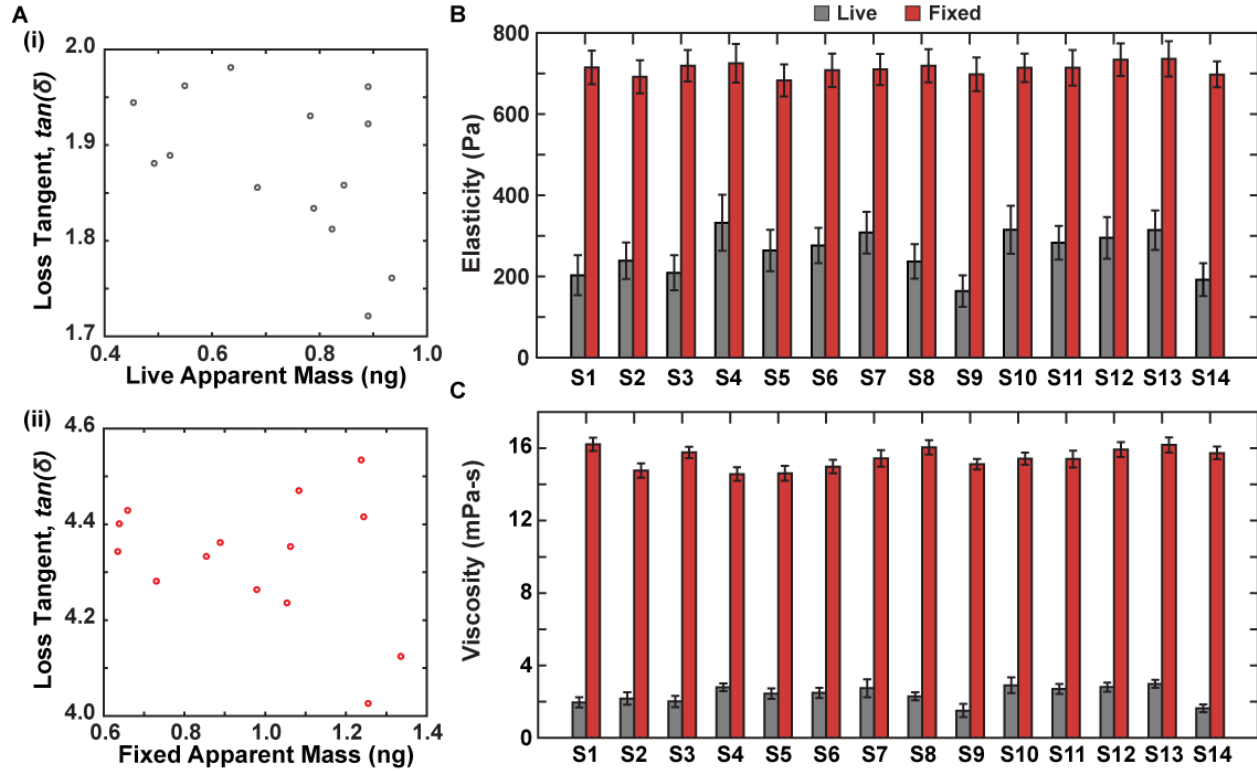 A
(i)
2.0
1.9
1.8
1.7
Loss Tangent, tan(δ)
0.4 0.6 0.8 1.0
Live Apparent Mass (ng)
(ii)
4.6
4.4
4.2
4.0
Loss Tangent, tan(δ)
0.6 0.8 1.0 1.2 1.4
Fixed Apparent Mass (ng)
B
Live Fixed
800
600
400
200
0
Elasticity (Pa)
S1 S2 S3 S4 S5 S6 S7 S8 S9 S10 S11 S12 S13 S14
C
16
12
8
4
0
Viscosity (mPa-s)
S1 S2 S3 S4 S5 S6 S7 S8 S9 S10 S11 S12 S13 S14